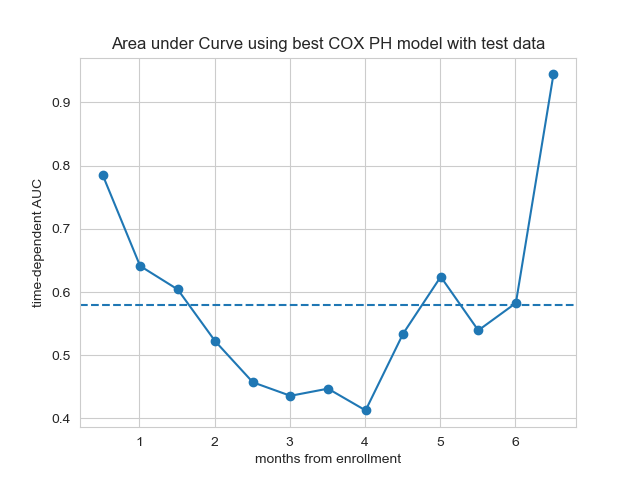 Area under Curve using best COX PH model with test data
time-dependent AUC
0.9
0.8
0.7
0.6
0.5
0.4
1 2 3 4 5 6
months from enrollment